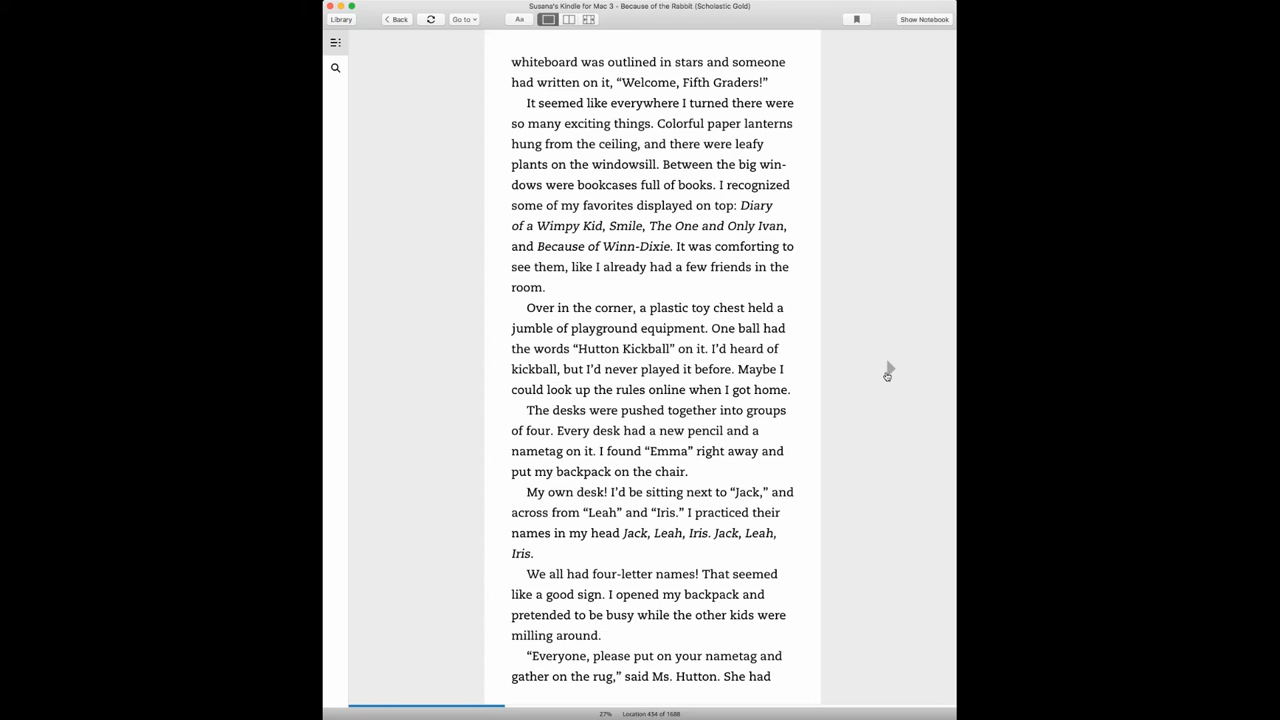 Susana's Kindle for Mac 3 - Because of the Rabbit (Scholastic Gold)
Library
Back
Go to
Aa
Show Notebook
whiteboard was outlined in stars and someone
had written on it, “Welcome, Fifth Graders!”
It seemed like everywhere I turned there were
so many exciting things. Colorful paper lanterns
hung from the ceiling, and there were leafy
plants on the windowsill. Between the big win-
dows were bookcases full of books. I recognized
some of my favorites displayed on top: Diary
of a Wimpy Kid, Smile, The One and Only Ivan,
and Because of Winn-Dixie. It was comforting to
see them, like I already had a few friends in the
room.
Over in the corner, a plastic toy chest held a
jumble of playground equipment. One ball had
the words “Hutton Kickball” on it. I’d heard of
kickball, but I’d never played it before. Maybe I
could look up the rules online when I got home.
The desks were pushed together into groups
of four. Every desk had a new pencil and a
nametag on it. I found “Emma” right away and
put my backpack on the chair.
My own desk! I’d be sitting next to “Jack,” and
across from “Leah” and “Iris.” I practiced their
names in my head Jack, Leah, Iris. Jack, Leah,
Iris.
We all had four-letter names! That seemed
like a good sign. I opened my backpack and
pretended to be busy while the other kids were
milling around.
“Everyone, please put on your nametag and
gather on the rug,” said Ms. Hutton. She had
27% Location 454 of 1688